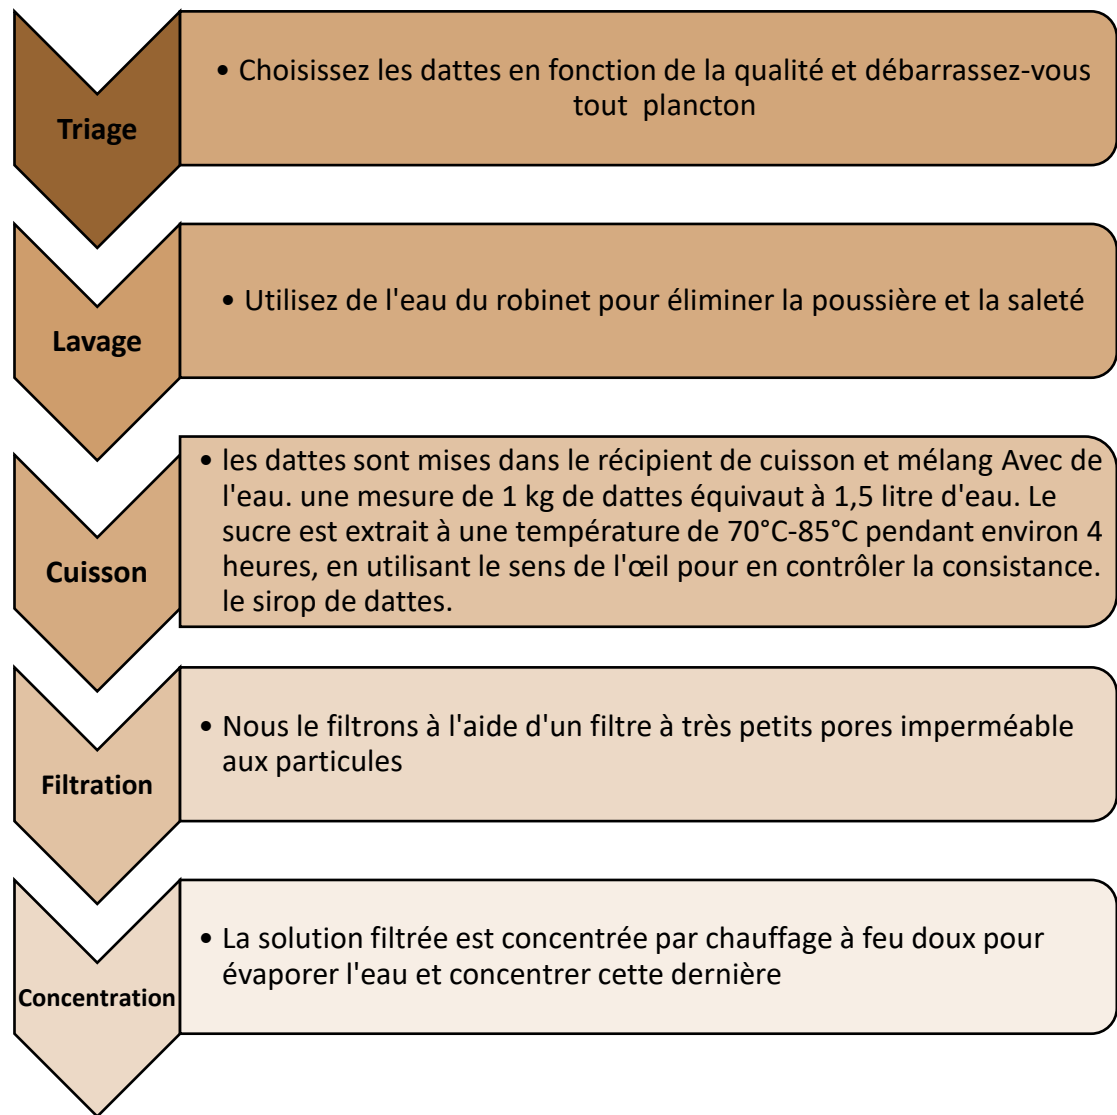 Triage
• Choisissez les dattes en fonction de la qualité et débarrassez-vous
tout plancton
Lavage
• Utilisez de l'eau du robinet pour éliminer la poussière et la saleté
Cuisson
• les dattes sont mises dans le récipient de cuisson et mélang Avec de
l'eau. une mesure de 1 kg de dattes équivaut à 1,5 litre d'eau. Le
sucre est extrait à une température de 70°C-85°C pendant environ 4
heures, en utilisant le sens de l'œil pour en contrôler la consistance.
le sirop de dattes.
Filtration
• Nous le filtrons à l'aide d'un filtre à très petits pores imperméable
aux particules
Concentration
• La solution filtrée est concentrée par chauffage à feu doux pour
évaporer l'eau et concentrer cette dernière